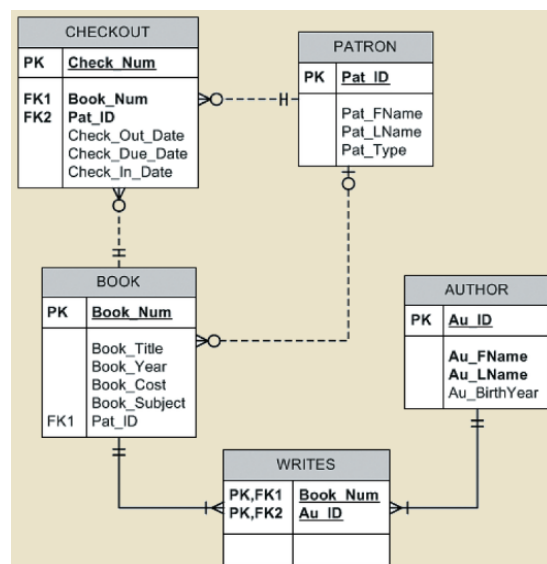 CHECKOUT
PK Check_Num
FK1 Book_Num
FK2 Pat_ID
Check_Out_Date
Check_Due_Date
Check_In_Date
PATRON
PK Pat_ID
Pat_FName
Pat_LName
Pat_Type
BOOK
PK Book_Num
Book_Title
Book_Year
Book_Cost
Book_Subject
FK1 Pat_ID
AUTHOR
PK Au_ID
Au_FName
Au_LName
Au_BirthYear
WRITES
PK,FK1 Book_Num
PK,FK2 Au_ID